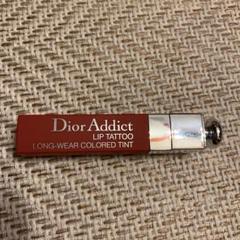 Dior Addict
LIP TATTOO
LONG-WEAR COLORED TINT